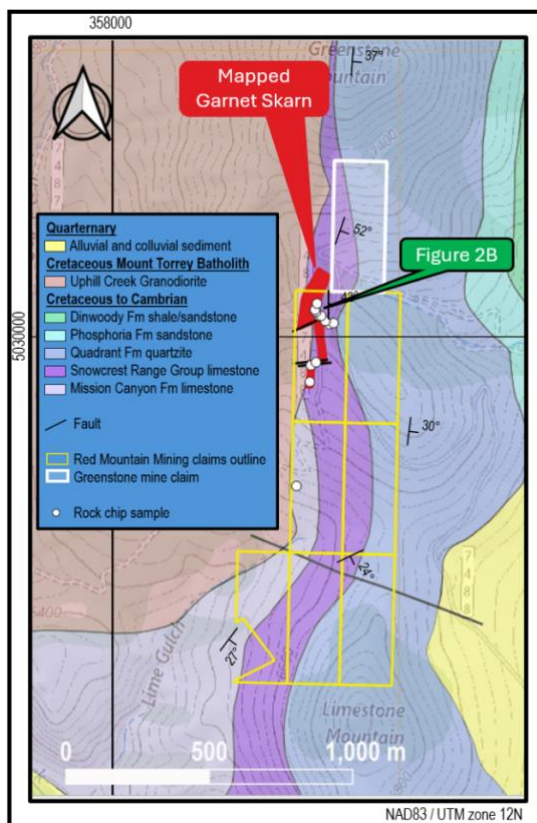 358000
5030000
Greenstone
Mountain
37°
Mapped
Garnet Skarn
52°
Figure 2B
Quaternary
Alluvial and colluvial sediment
Cretaceous Mount Torrey Batholith
Uphill Creek Granodiorite
Cretaceous to Cambrian
Dinwoody Fm shale/sandstone
Phosphoria Fm sandstone
Quadrant Fm quartzite
Snowcrest Range Group limestone
Mission Canyon Fm limestone
Fault
Red Mountain Mining claims outline
Greenstone mine claim
Rock chip sample
30°
24°
27°
Lime Gulch
Limestone
Mountain
0 500 1,000 m
NAD83 / UTM zone 12N